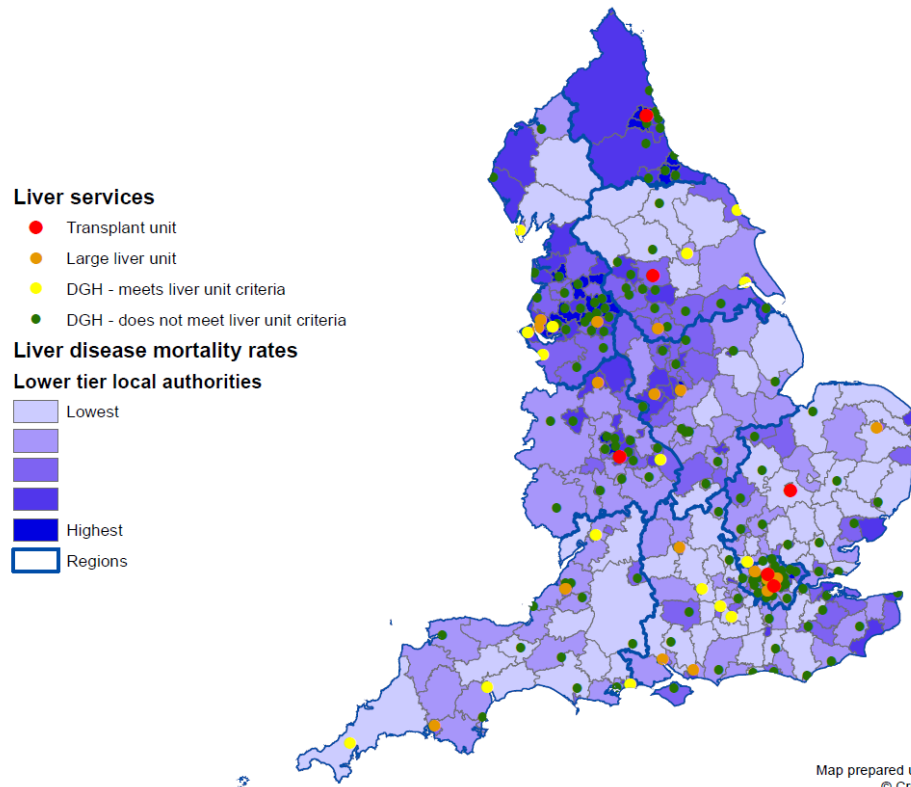 Liver services
Transplant unit
Large liver unit
DGH - meets liver unit criteria
DGH - does not meet liver unit criteria
Liver disease mortality rates
Lower tier local authorities
Lowest
Highest
Regions
Map prepared u
© Cr